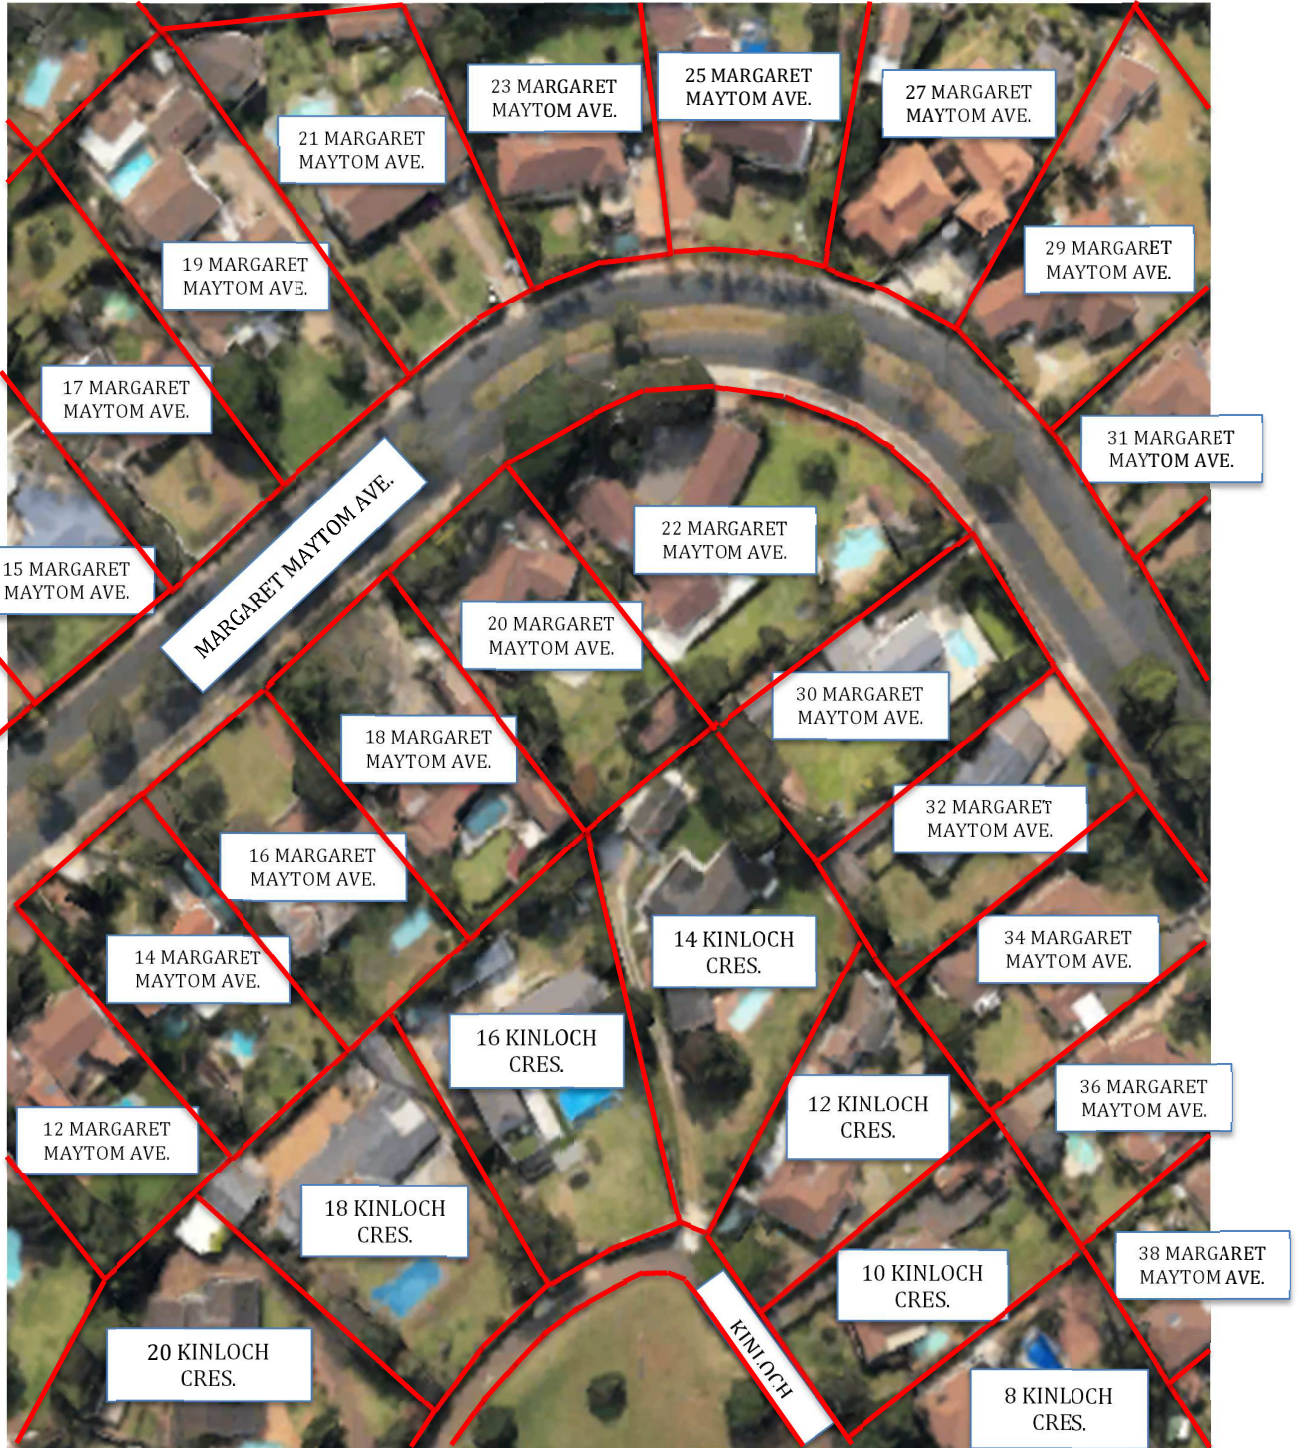 23 MARGARET
MAYTOM AVE.
25 MARGARET
MAYTOM AVE.
27 MARGARET
MAYTOM AVE.
21 MARGARET
MAYTOM AVE.
19 MARGARET
MAYTOM AVE.
29 MARGARET
MAYTOM AVE.
17 MARGARET
MAYTOM AVE.
31 MARGARET
MAYTOM AVE.
MARGARET MAYTOM AVE.
22 MARGARET
MAYTOM AVE.
15 MARGARET
MAYTOM AVE.
20 MARGARET
MAYTOM AVE.
30 MARGARET
MAYTOM AVE.
18 MARGARET
MAYTOM AVE.
32 MARGARET
MAYTOM AVE.
16 MARGARET
MAYTOM AVE.
14 KINLOCH
CRES.
34 MARGARET
MAYTOM AVE.
14 MARGARET
MAYTOM AVE.
16 KINLOCH
CRES.
36 MARGARET
MAYTOM AVE.
12 KINLOCH
CRES.
12 MARGARET
MAYTOM AVE.
18 KINLOCH
CRES.
38 MARGARET
MAYTOM AVE.
10 KINLOCH
CRES.
KINLOCH
20 KINLOCH
CRES.
8 KINLOCH
CRES.